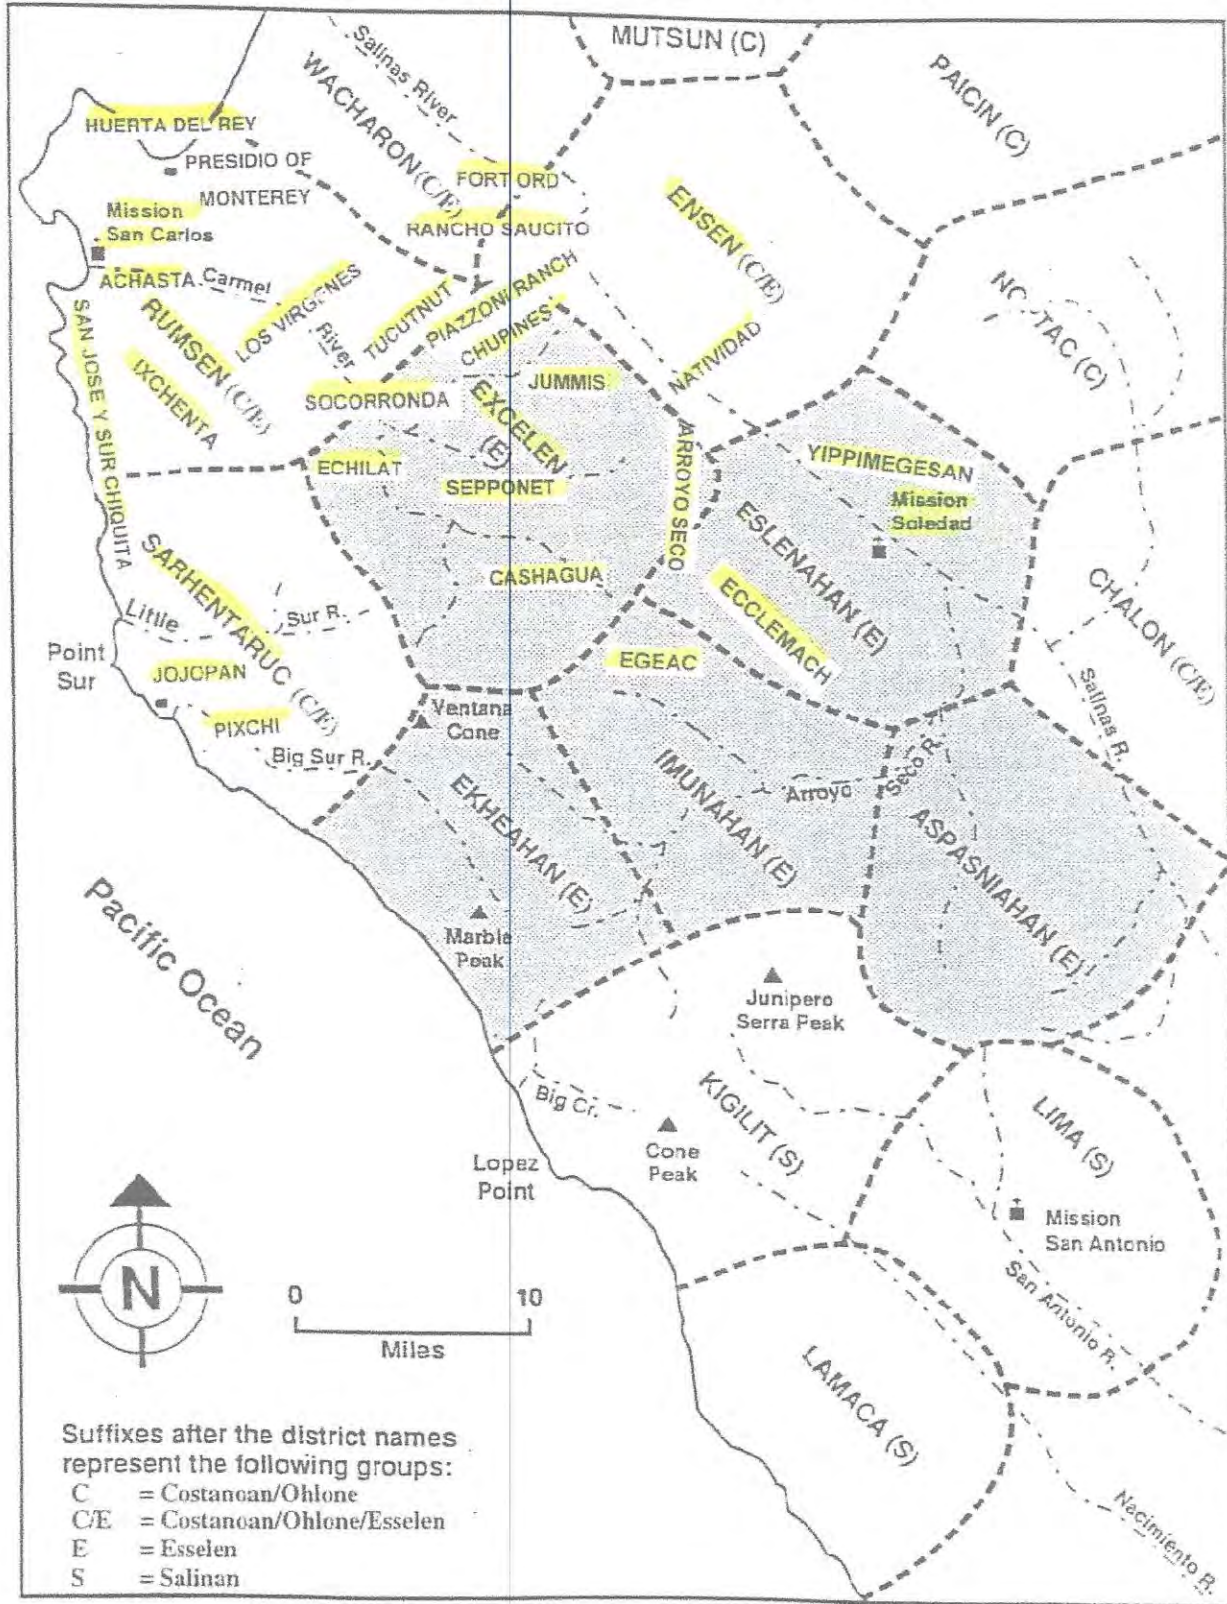 MUTSUN (C)
Salinas River
WACHARON (C/E)
PAICIN (C)
HUERTA DEL REY
PRESIDIO OF
MONTEREY
FORT ORD
RANCHO SAUCITO
ENSEN (C/E)
Mission
San Carlos
ACHASTA
Carmel
River
RUMSEN (C/E)
LOS VIRGENES
TUCUTNUT
PIAZZONI RANCH
CHUPINES
NATIVIDAD
NOPTAC (C)
SAN JOSE Y SUR CHIQUITA
IXCHENTA
SOCORRONDA
JUMMIS
EXCELEN
(E)
ECHILAT
SEPPONET
ARROYO SECO
YIPPIMEGESAN
Mission
Soledad
ESLENAHAN (E)
CASHAGUA
ECCLEMACH
CHALON (C/E)
SARHENTARUC (C/E)
Little
Sur R.
Point
Sur
JOJOPAN
PIXCHI
Big Sur R.
EGEAC
Ventana
Cone
Salinas R.
EKHEAHAN (E)
IMUNAHAN (E)
Arroyo
Seco R.
ASPASNIAHAN (E)
Marble
Peak
Pacific Ocean
Junipero
Serra Peak
Big Cr.
KIGILIT (S)
LIMA (S)
Cone
Peak
Lopez
Point
Mission
San Antonio
San Antonio R.
N
0 10
Miles
LAMACA (S)
Nacimiento R.
Suffixes after the district names
represent the following groups:
C = Costanoan/Ohlone
C/E = Costanoan/Ohlone/Esselen
E = Esselen
S = Salinan